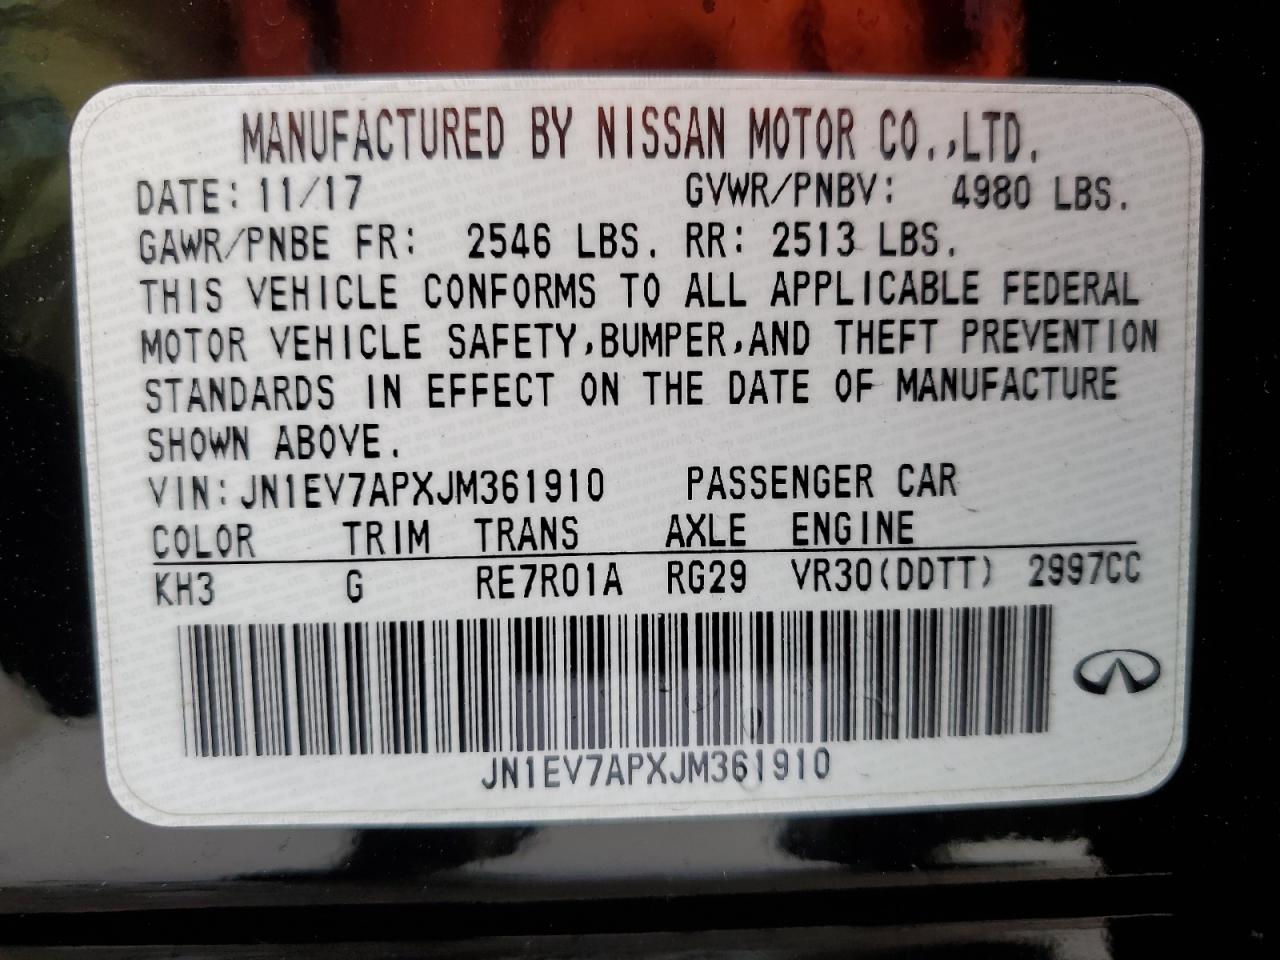 MANUFACTURED BY NISSAN MOTOR CO.,LTD.
DATE: 11/17 GVWR/PNBV: 4980 LBS.
GAWR/PNBE FR: 2546 LBS. RR: 2513 LBS.
THIS VEHICLE CONFORMS TO ALL APPLICABLE FEDERAL
MOTOR VEHICLE SAFETY,BUMPER,AND THEFT PREVENTION
STANDARDS IN EFFECT ON THE DATE OF MANUFACTURE
SHOWN ABOVE.
VIN: JN1EV7APXJM361910 PASSENGER CAR
COLOR TRIM TRANS AXLE ENGINE
KH3 G RE7R01A RG29 VR30(DDTT) 2997CC
JN1EV7APXJM361910